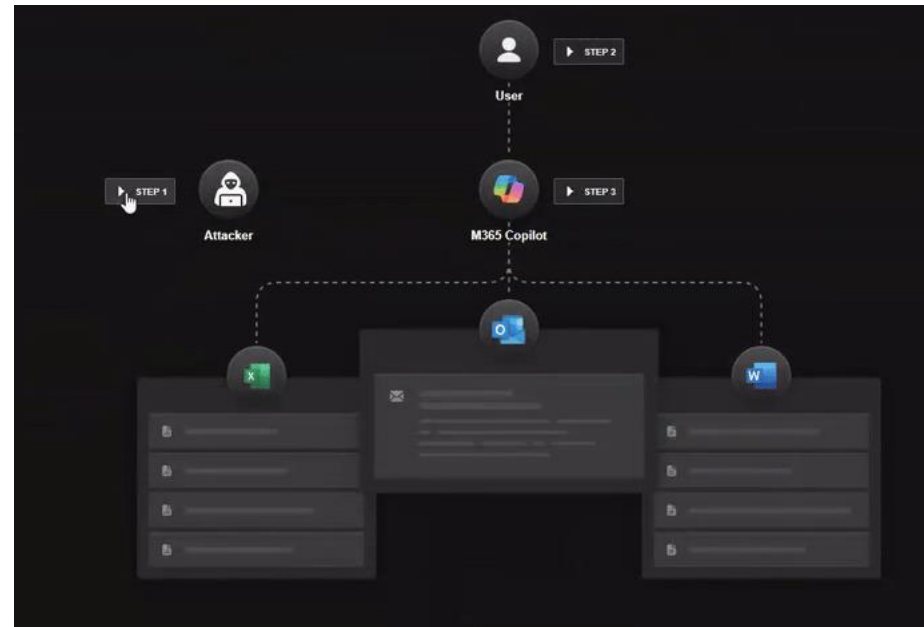 User
STEP 2
STEP 1
Attacker
M365 Copilot
STEP 3
X
O
W